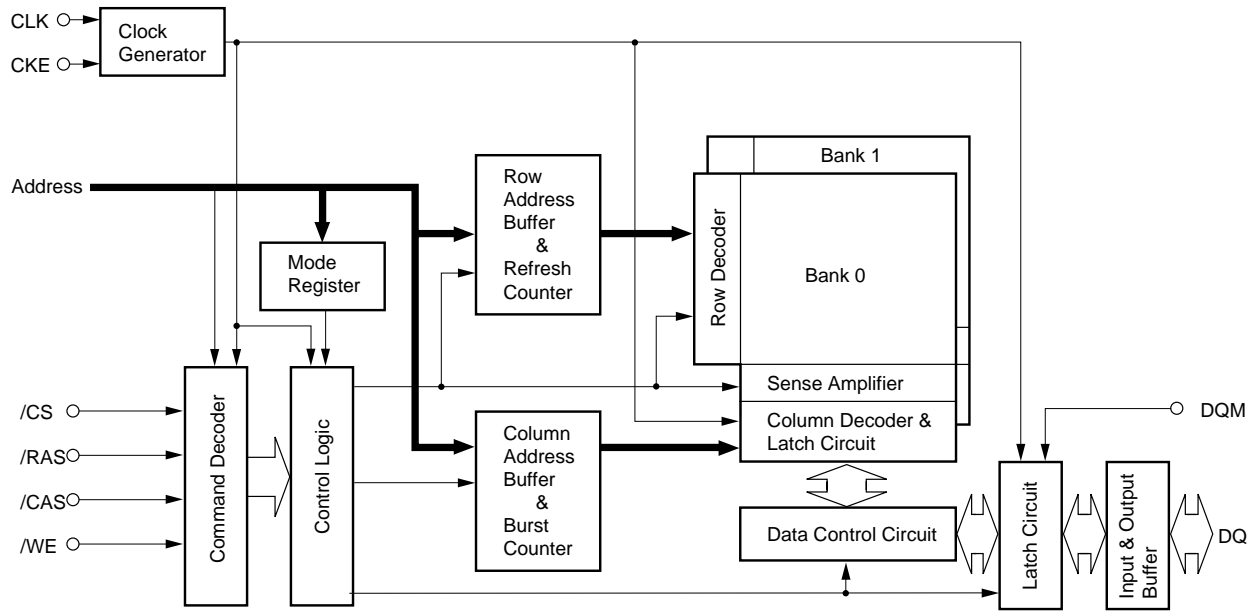 CLK
CKE
Clock
Generator
Address
Mode
Register
Row
Address
Buffer
&
Refresh
Counter
Bank 1
Bank 0
Row Decoder
Sense Amplifier
Column Decoder &
Latch Circuit
/CS
/RAS
/CAS
/WE
Command Decoder
Control Logic
Column
Address
Buffer
&
Burst
Counter
Data Control Circuit
DQM
Latch Circuit
Input & Output
Buffer
DQ